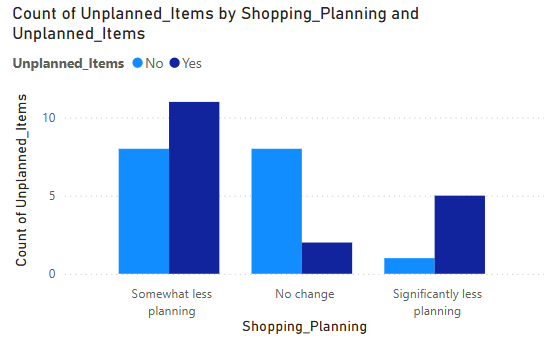 Count of Unplanned_Items by Shopping_Planning and
Unplanned_Items
Unplanned_Items No Yes
Count of Unplanned_Items
10
5
0
Somewhat less
planning
No change
Significantly less
planning
Shopping_Planning